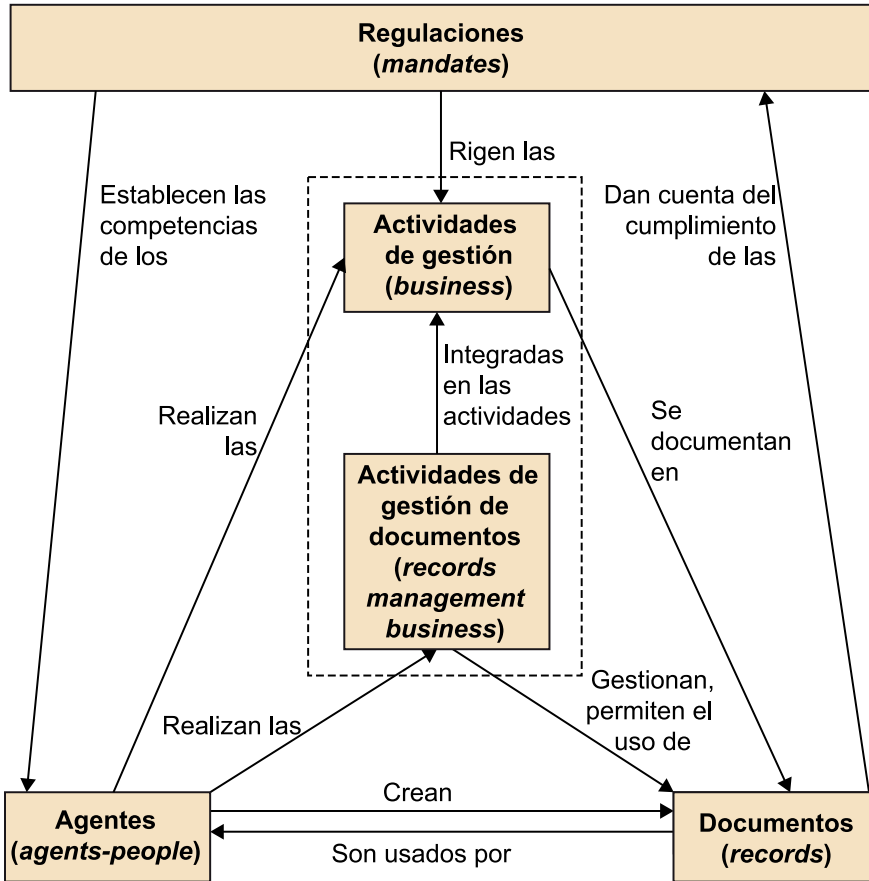 Regulaciones
(mandates)
Rigen las
Establecen las
competencias
de los
Dan cuenta del
cumplimiento
de las
Actividades
de gestión
(business)
Integradas
en las
actividades
Realizan
las
Se
documentan
en
Actividades de
gestión de
documentos
(records
management
business)
Realizan las
Gestionan,
permiten el
uso de
Crean
Agentes
(agents-people)
Documentos
(records)
Son usados por